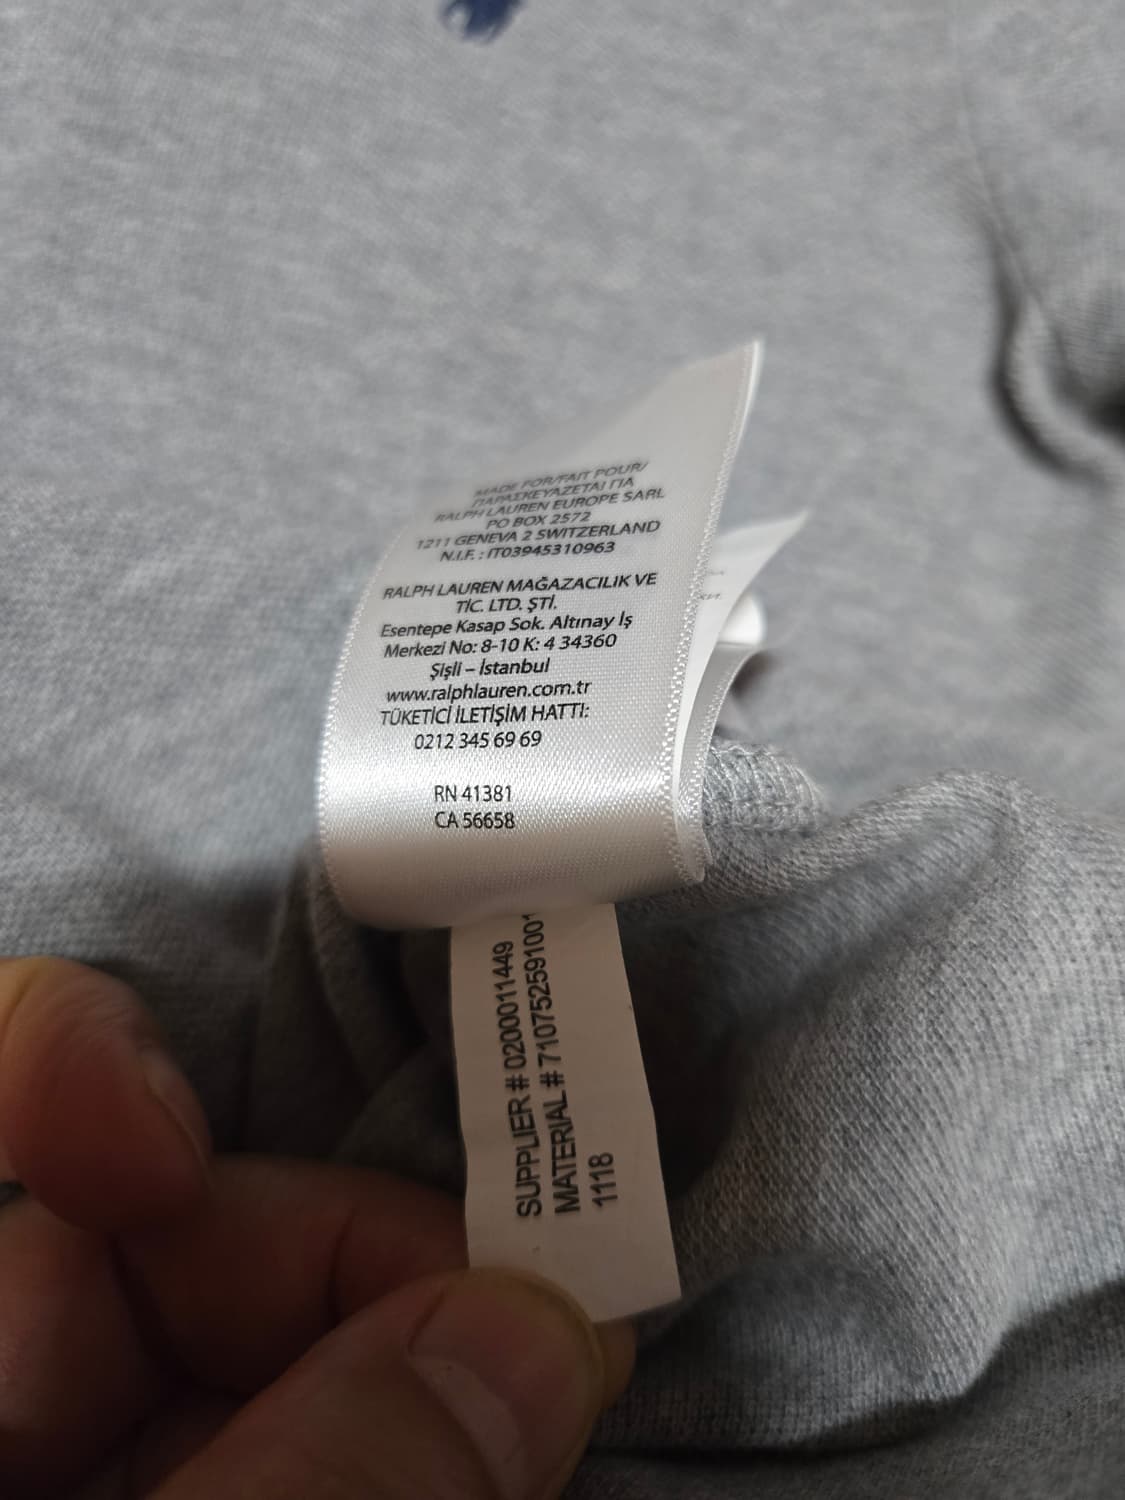 MADE FOR/FAIT POUR/
ΠΑΡΑΣΚΕΥΑΖΕΤΑΙ ΓΙΑ
RALPH LAUREN EUROPE SARL
PO BOX 2572
1211 GENEVA 2 SWITZERLAND
N.I.F. : IT03945310963
RALPH LAUREN MAĞAZACILIK VE
TİC. LTD. ŞTİ.
Esentepe Kasap Sok. Altınay İş
Merkezi No: 8-10 K: 4 34360
Şişli – İstanbul
www.ralphlauren.com.tr
TÜKETİCİ İLETİŞİM HATTI:
0212 345 69 69
RN 41381
CA 56658
SUPPLIER # 0200011449
MATERIAL # 710752591001
1118